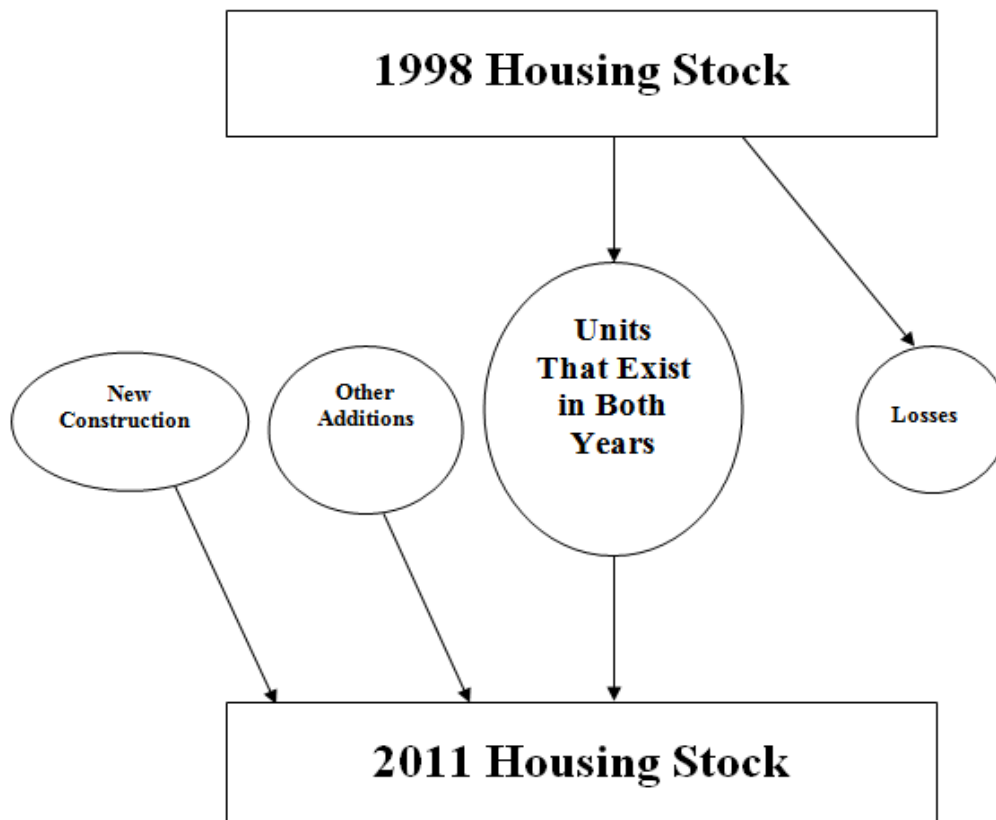 1998 Housing Stock
New
Construction
Other
Additions
Units
That Exist
in Both
Years
Losses
2011 Housing Stock